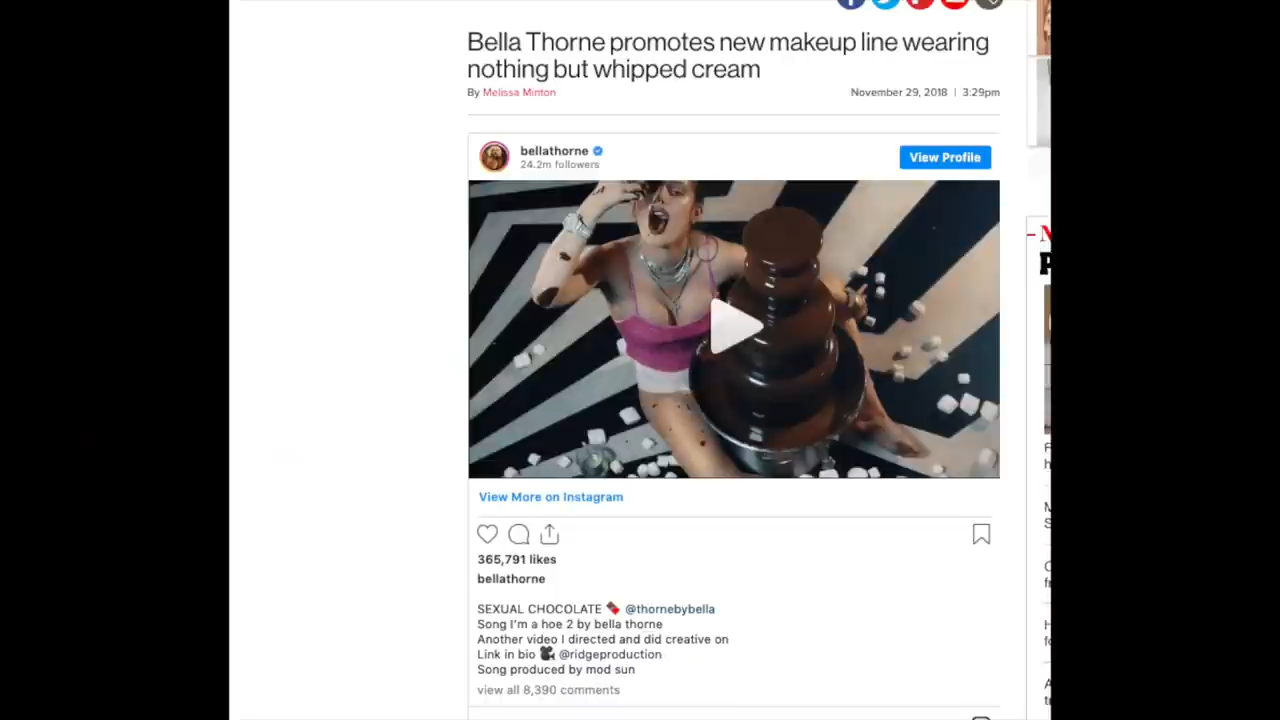 Bella Thorne promotes new makeup line wearing
nothing but whipped cream
By Melissa Minton
November 29, 2018 | 3:29pm
bellathorne
24.2m followers
View Profile
View More on Instagram
365,791 likes
bellathorne
SEXUAL CHOCOLATE 🍫 @thornebybella
Song I'm a hoe 2 by bella thorne
Another video I directed and did creative on
Link in bio 🎥 @ridgeproduction
Song produced by mod sun
view all 8,390 comments